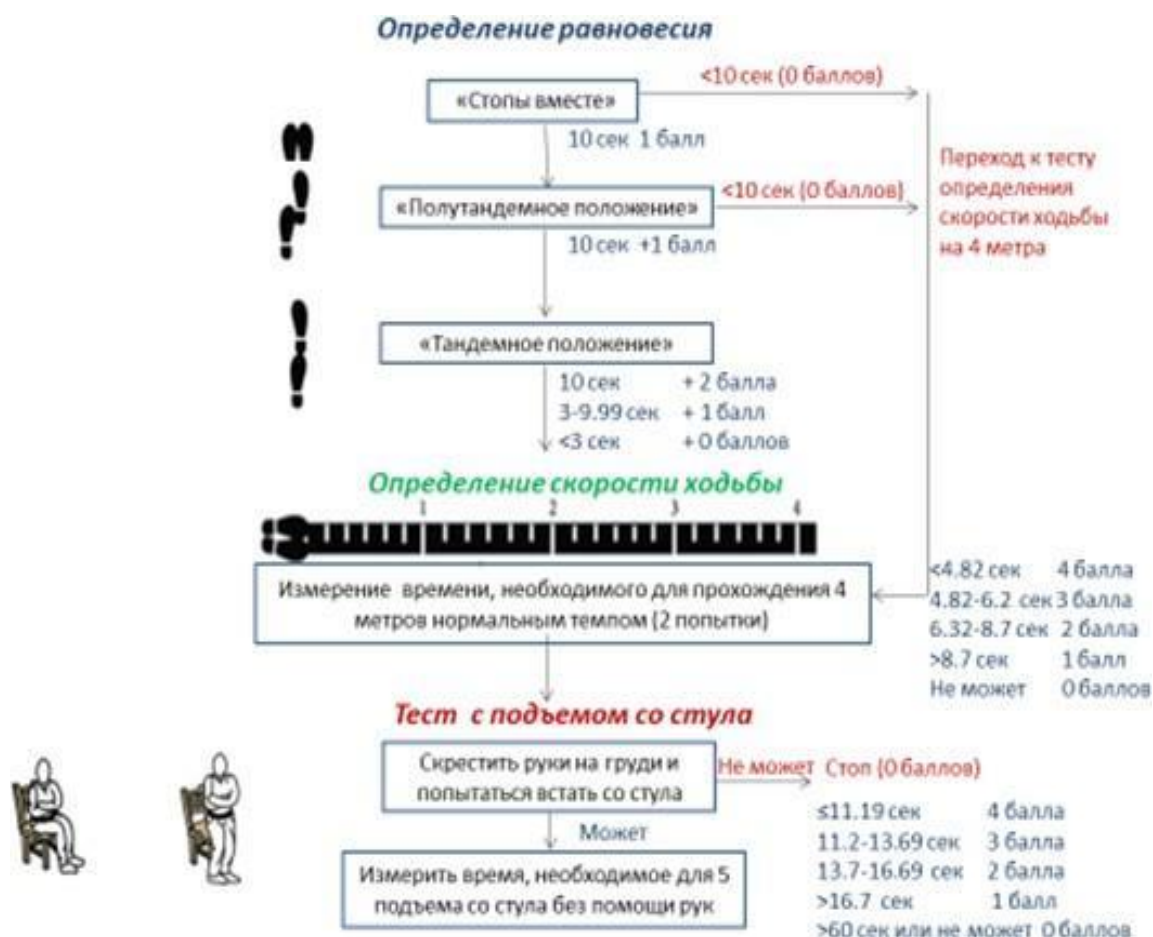 Определение равновесия
<10 сек (0 баллов)
«Стопы вместе»
10 сек 1 балл
Переход к тесту
определения
скорости ходьбы
на 4 метра
<10 сек (0 баллов)
«Полутандемное положение»
10 сек +1 балл
«Тандемное положение»
10 сек + 2 балла
3-9.99 сек + 1 балл
<3 сек + 0 баллов
Определение скорости ходьбы
1 2 3 4
Измерение времени, необходимого для прохождения 4
метров нормальным темпом (2 попытки)
<4.82 сек 4 балла
4.82-6.2 сек 3 балла
6.32-8.7 сек 2 балла
>8.7 сек 1 балл
Не может 0 баллов
Тест с подъемом со стула
Скрестить руки на груди и
попытаться встать со стула
Не может Стоп (0 баллов)
Может
Измерить время, необходимое для 5
подъема со стула без помощи рук
≤11.19 сек 4 балла
11.2-13.69 сек 3 балла
13.7-16.69 сек 2 балла
>16.7 сек 1 балл
>60 сек или не может 0 баллов